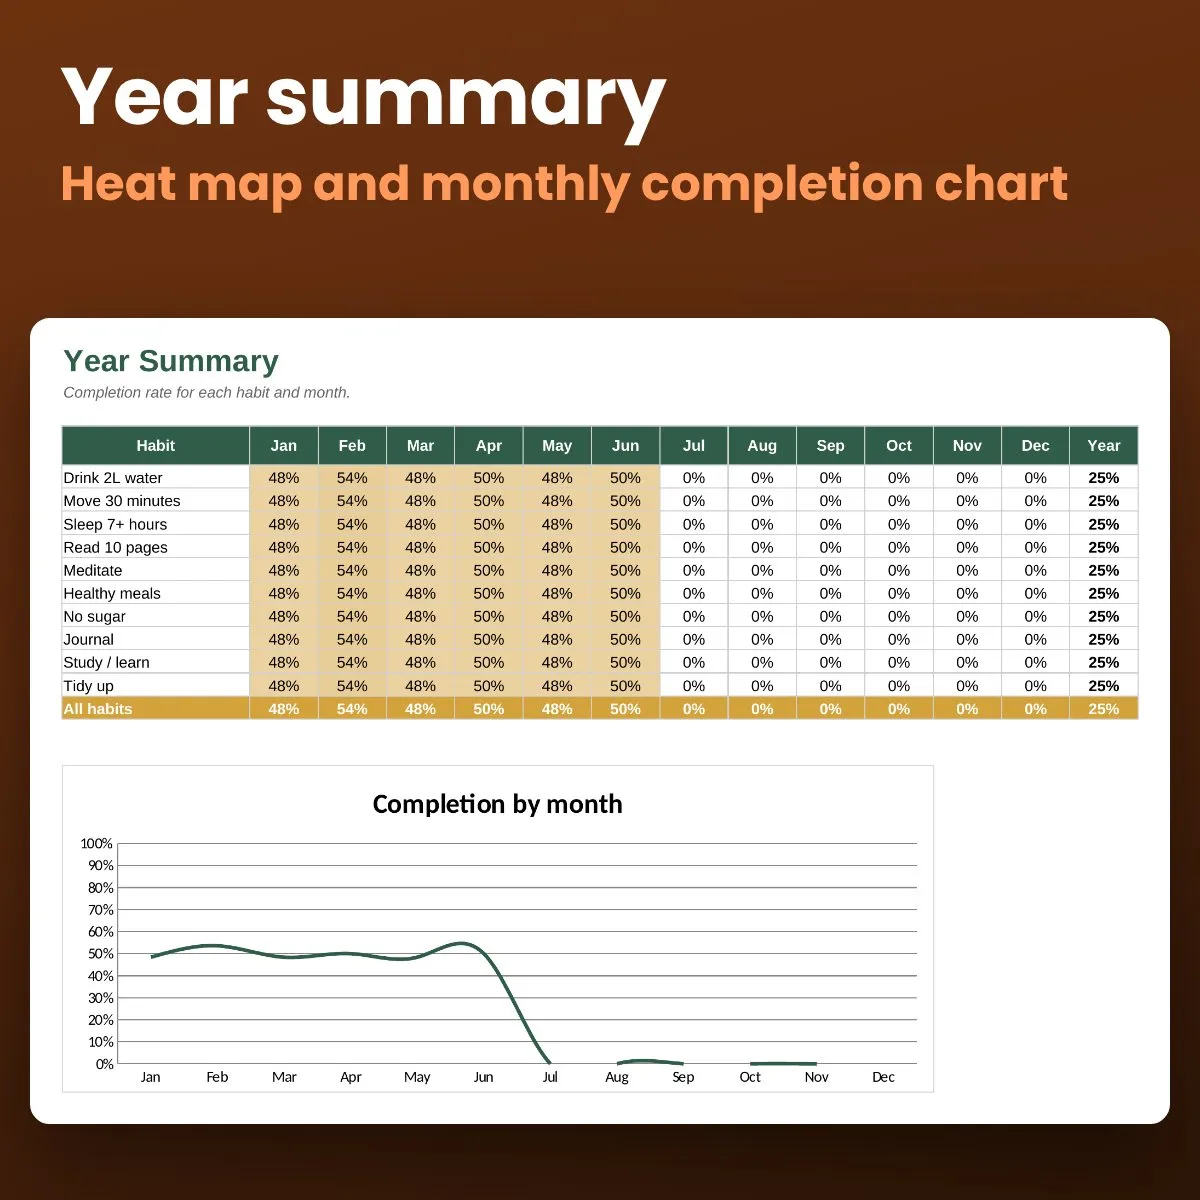 Year summary
Heat map and monthly completion chart
Year Summary
Completion rate for each habit and month.
Habit Jan Feb Mar Apr May Jun Jul Aug Sep Oct Nov Dec Year
Drink 2L water 48% 54% 48% 50% 48% 50% 0% 0% 0% 0% 0% 0% 25%
Move 30 minutes 48% 54% 48% 50% 48% 50% 0% 0% 0% 0% 0% 0% 25%
Sleep 7+ hours 48% 54% 48% 50% 48% 50% 0% 0% 0% 0% 0% 0% 25%
Read 10 pages 48% 54% 48% 50% 48% 50% 0% 0% 0% 0% 0% 0% 25%
Meditate 48% 54% 48% 50% 48% 50% 0% 0% 0% 0% 0% 0% 25%
Healthy meals 48% 54% 48% 50% 48% 50% 0% 0% 0% 0% 0% 0% 25%
No sugar 48% 54% 48% 50% 48% 50% 0% 0% 0% 0% 0% 0% 25%
Journal 48% 54% 48% 50% 48% 50% 0% 0% 0% 0% 0% 0% 25%
Study / learn 48% 54% 48% 50% 48% 50% 0% 0% 0% 0% 0% 0% 25%
Tidy up 48% 54% 48% 50% 48% 50% 0% 0% 0% 0% 0% 0% 25%
All habits 48% 54% 48% 50% 48% 50% 0% 0% 0% 0% 0% 0% 25%
Completion by month
100%
90%
80%
70%
60%
50%
40%
30%
20%
10%
0%
Jan Feb Mar Apr May Jun Jul Aug Sep Oct Nov Dec